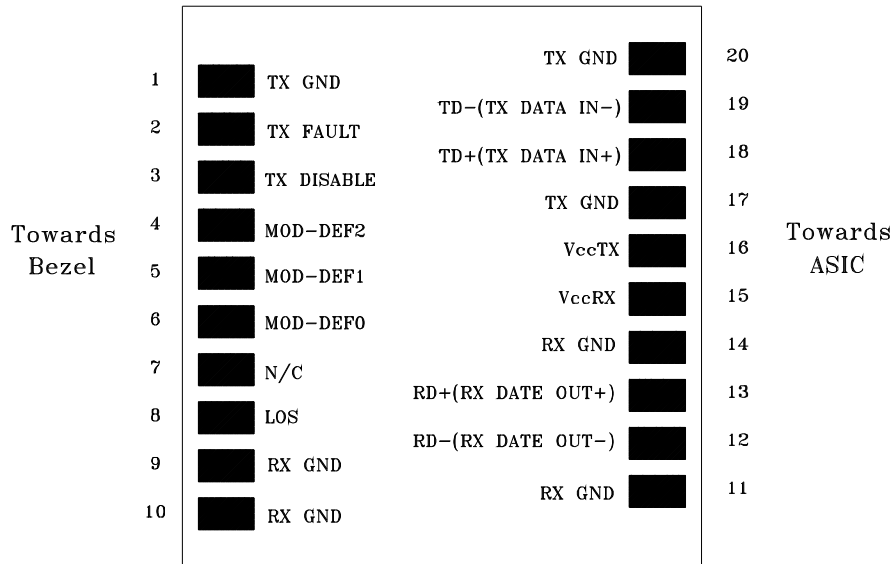 Towards
Bezel
1 TX GND
2 TX FAULT
3 TX DISABLE
4 MOD-DEF2
5 MOD-DEF1
6 MOD-DEF0
7 N/C
8 LOS
9 RX GND
10 RX GND
TX GND 20
TD-(TX DATA IN-) 19
TD+(TX DATA IN+) 18
TX GND 17
VccTX 16
VccRX 15
RX GND 14
RD+(RX DATE OUT+) 13
RD-(RX DATE OUT-) 12
RX GND 11
Towards
ASIC